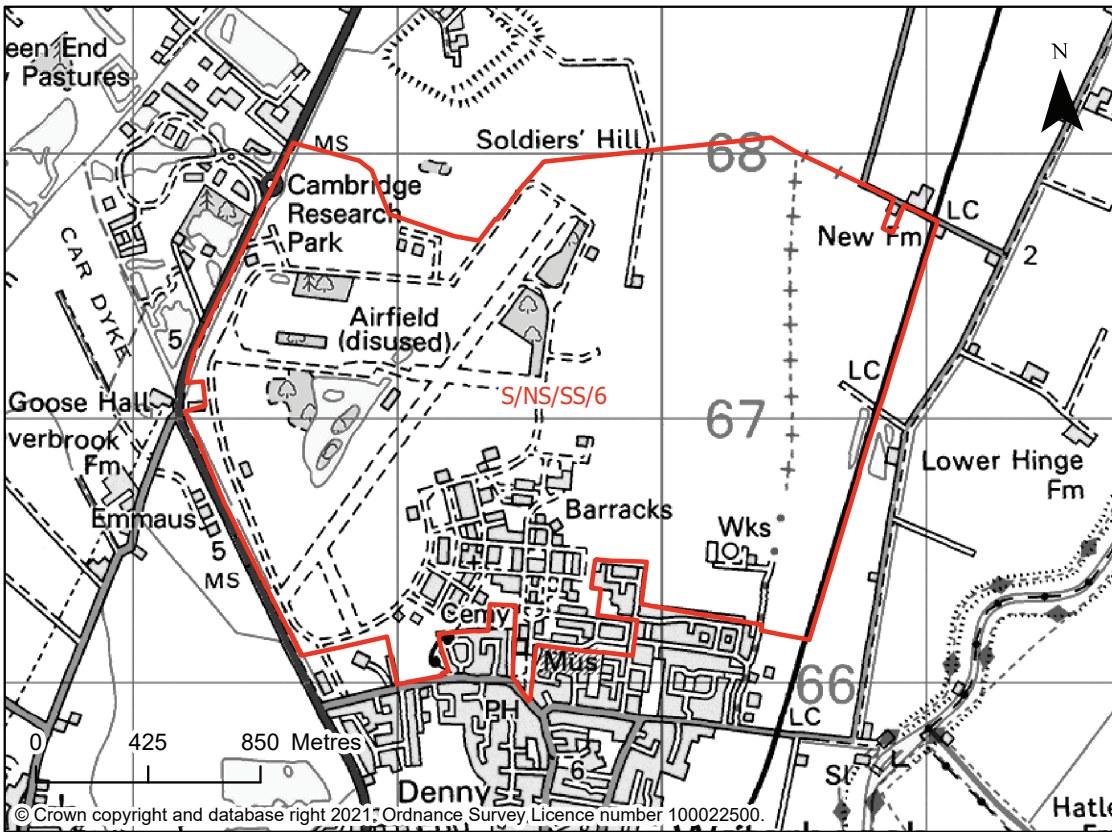 een End
Pastures
N
MS
Soldiers' Hill
68
Cambridge
Research
Park
LC
New Fm
2
CAR DYKE
5
Airfield
(disused)
LC
S/NS/SS/6
Goose Hall
67
verbrook
Fm
Lower Hinge
Fm
Emmaus
Barracks
Wks
5
MS
Cemy
Mus
66
PH
LC
0 425 850 Metres
6
Sl
Denny
Hatle
© Crown copyright and database right 2021, Ordnance Survey Licence number 100022500.